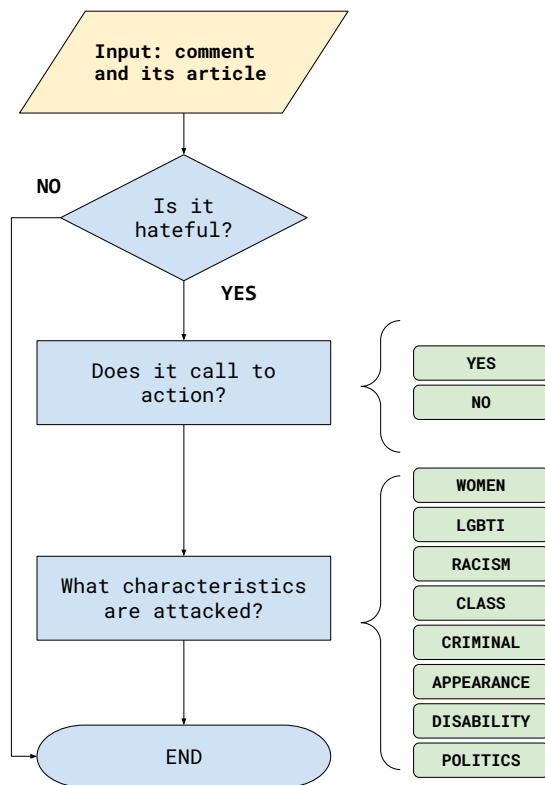 Input: comment
and its article
NO
Is it
hateful?
YES
Does it call to
action?
YES
NO
What characteristics
are attacked?
WOMEN
LGBTI
RACISM
CLASS
CRIMINAL
APPEARANCE
DISABILITY
POLITICS
END